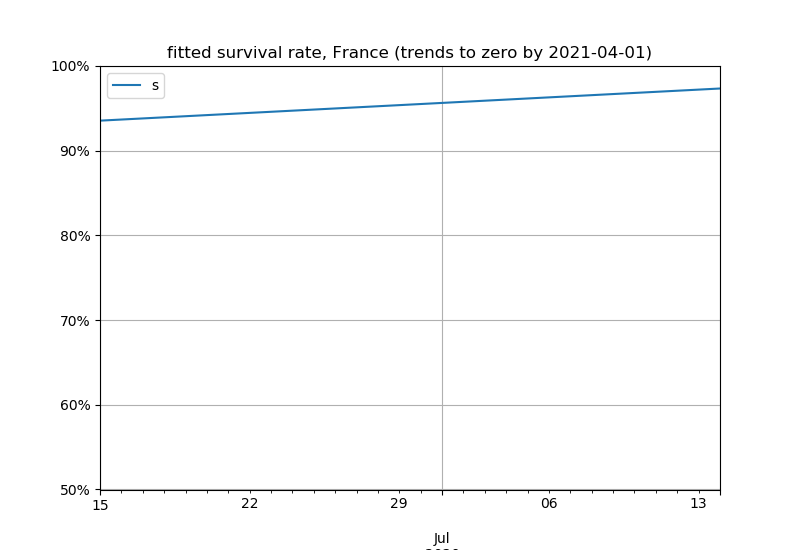 fitted survival rate, France (trends to zero by 2021-04-01)
100%
s
90%
80%
70%
60%
50%
15 22 29 06 13
Jul